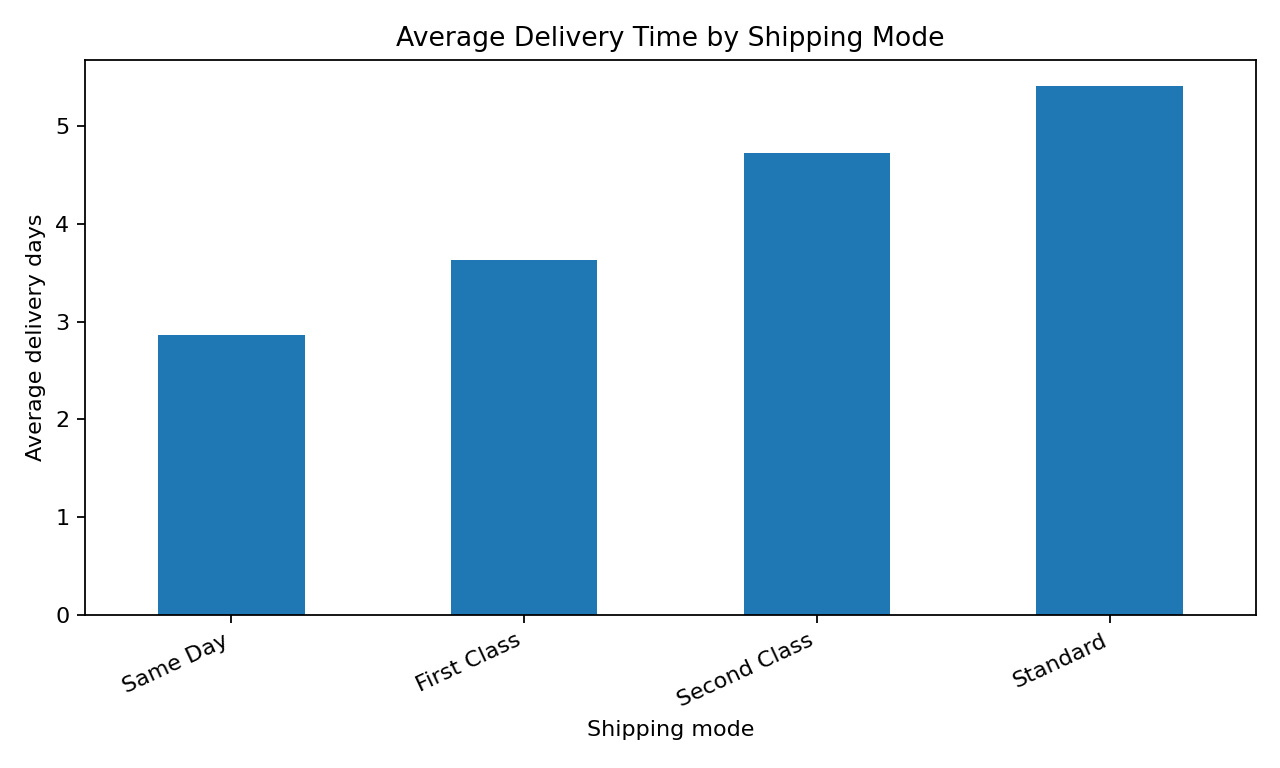 Average Delivery Time by Shipping Mode
Average delivery days
5
4
3
2
1
0
Same Day
First Class
Second Class
Standard
Shipping mode